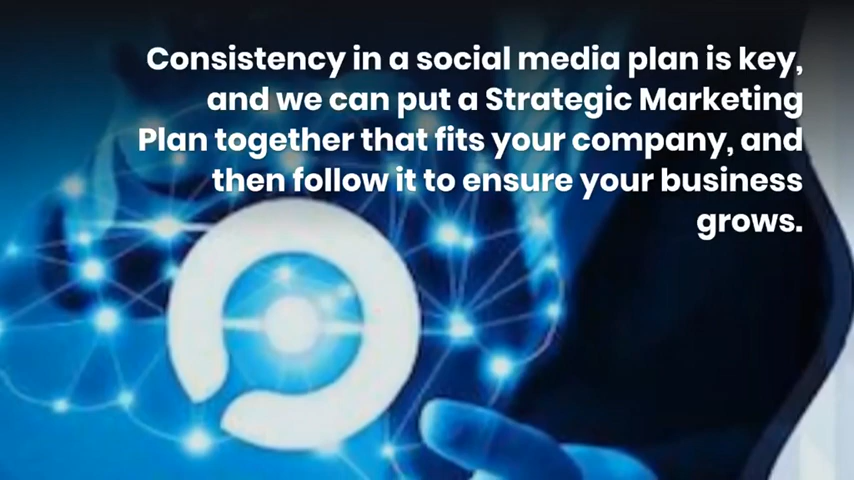 Consistency in a social media plan is key,
and we can put a Strategic Marketing
Plan together that fits your company, and
then follow it to ensure your business
grows.